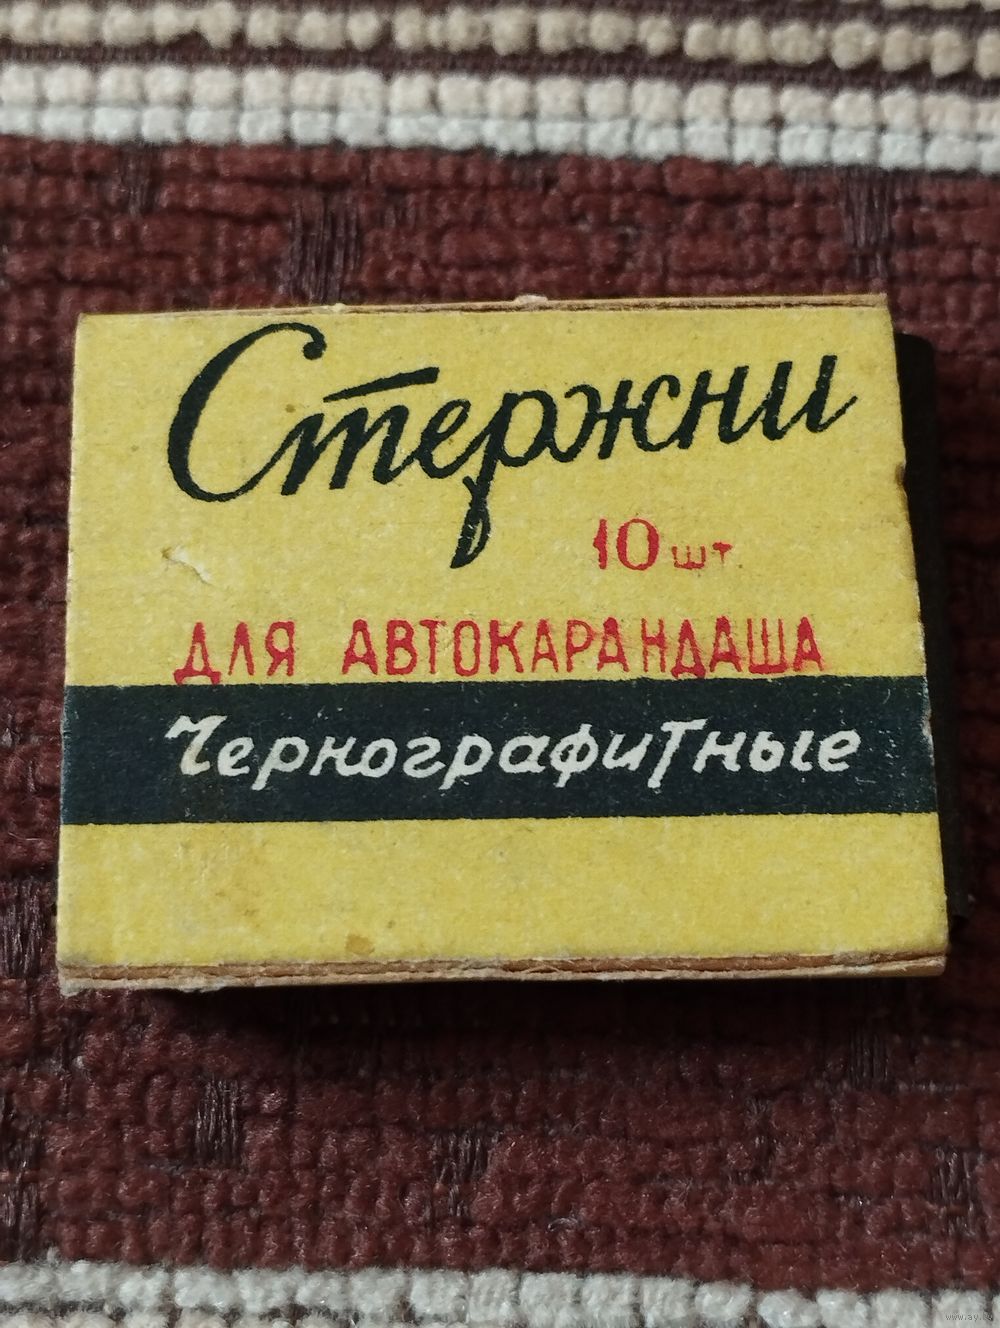 Стержни
10 шт.
ДЛЯ АВТОКАРАНДАША
Чернографитные